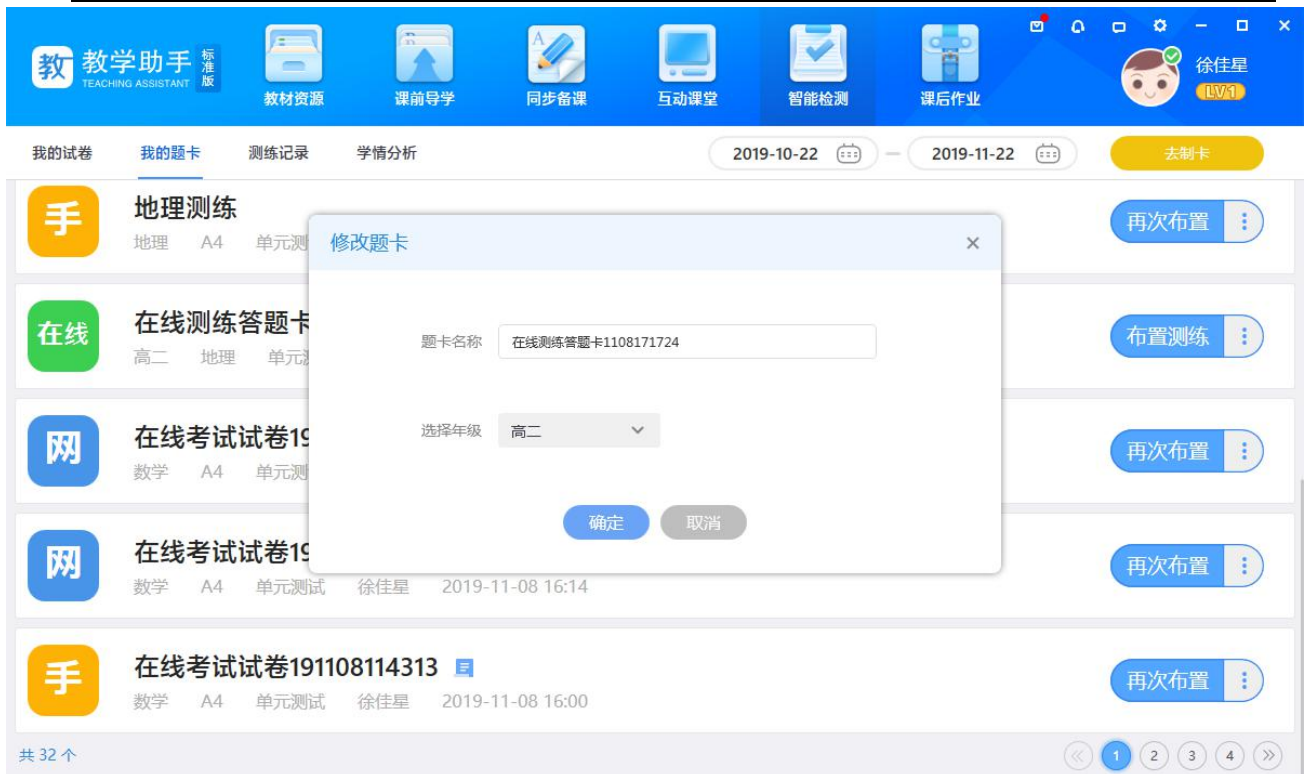 教 教学助手 标准版
TEACHING ASSISTANT
教材资源 课前导学 同步备课 互动课堂 智能检测 课后作业
徐佳星
LV1
我的试卷 我的题卡 测练记录 学情分析 2019-10-22 — 2019-11-22 去制卡
手 地理测练
地理 A4 单元测
再次布置
修改题卡
在线 在线测练答题卡
高二 地理 单元
布置测练
题卡名称 在线测练答题卡1108171724
选择年级 高二
网 在线考试试卷19
数学 A4 单元测
再次布置
确定 取消
网 在线考试试卷19
数学 A4 单元测试 徐佳星 2019-11-08 16:14
再次布置
手 在线考试试卷191108114313
数学 A4 单元测试 徐佳星 2019-11-08 16:00
再次布置
共 32 个 1 2 3 4